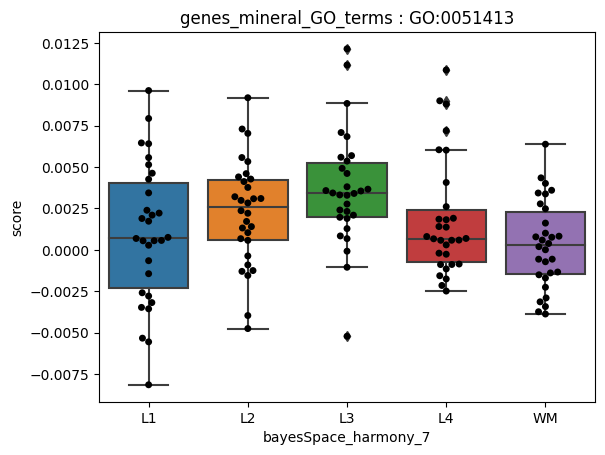 genes_mineral_GO_terms : GO:0051413
0.0125
0.0100
0.0075
0.0050
0.0025
0.0000
−0.0025
−0.0050
−0.0075
score
L1 L2 L3 L4 WM
bayesSpace_harmony_7